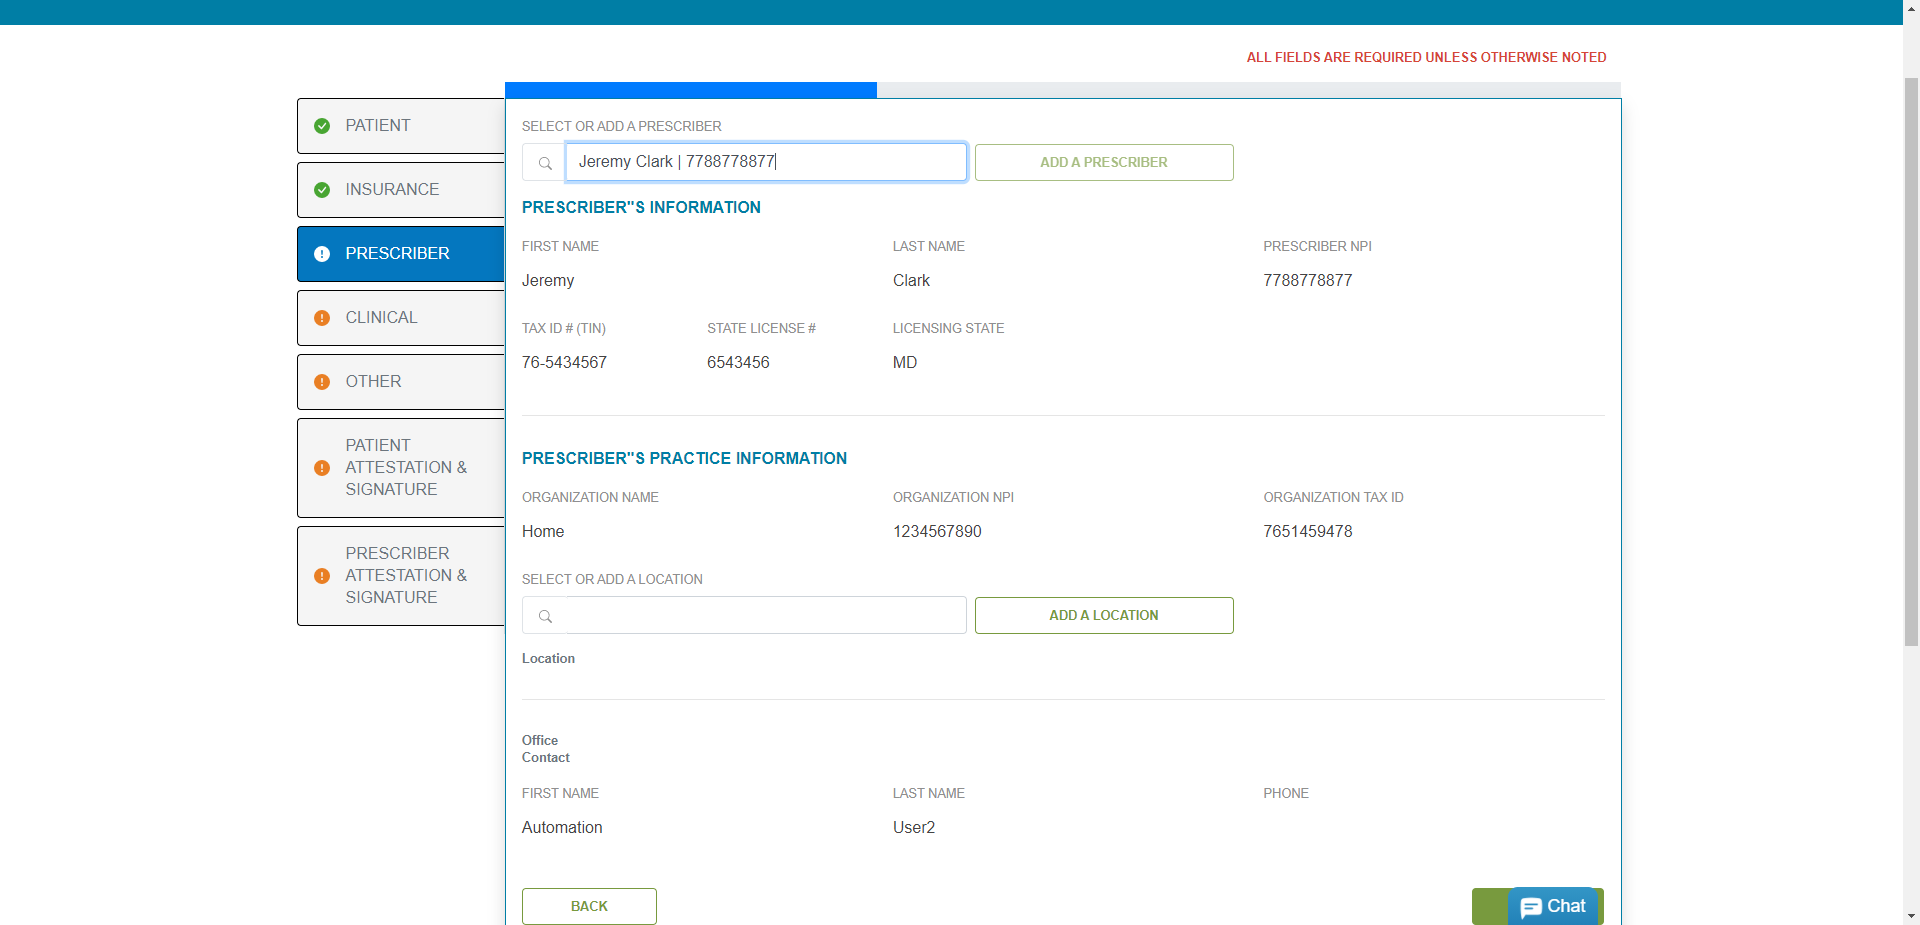 ALL FIELDS ARE REQUIRED UNLESS OTHERWISE NOTED
PATIENT
INSURANCE
PRESCRIBER
CLINICAL
OTHER
PATIENT
ATTESTATION &
SIGNATURE
PRESCRIBER
ATTESTATION &
SIGNATURE
SELECT OR ADD A PRESCRIBER
Jeremy Clark | 7788778877
ADD A PRESCRIBER
PRESCRIBER"S INFORMATION
FIRST NAME LAST NAME PRESCRIBER NPI
Jeremy Clark 7788778877
TAX ID # (TIN) STATE LICENSE # LICENSING STATE
76-5434567 6543456 MD
PRESCRIBER"S PRACTICE INFORMATION
ORGANIZATION NAME ORGANIZATION NPI ORGANIZATION TAX ID
Home 1234567890 7651459478
SELECT OR ADD A LOCATION
ADD A LOCATION
Location
Office
Contact
FIRST NAME LAST NAME PHONE
Automation User2
BACK
Chat